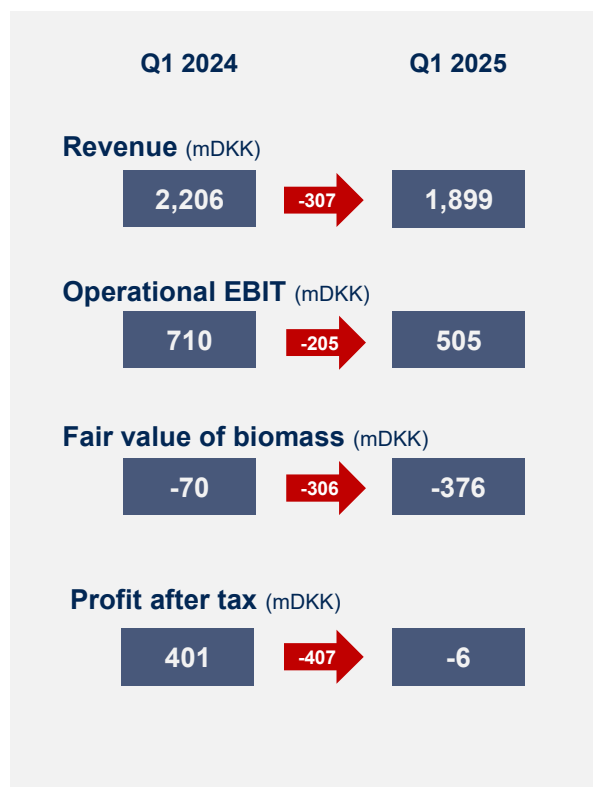 Q1 2024 Q1 2025
Revenue (mDKK)
2,206 -307 1,899
Operational EBIT (mDKK)
710 -205 505
Fair value of biomass (mDKK)
-70 -306 -376
Profit after tax (mDKK)
401 -407 -6